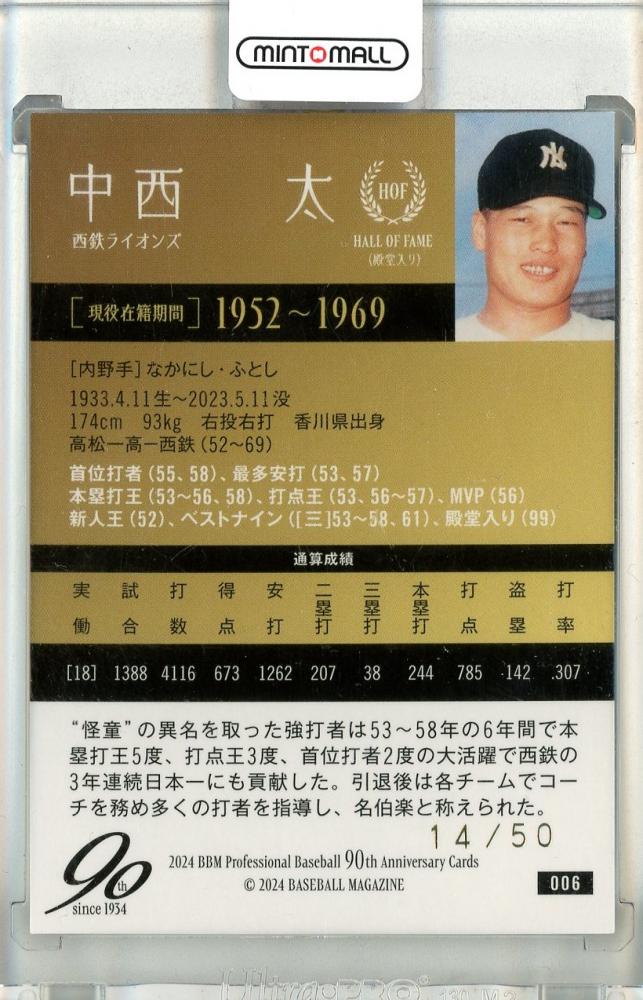 MINTMALL
中西 太
西鉄ライオンズ
HOF
HALL OF FAME
(殿堂入り)
[現役在籍期間] 1952～1969
[内野手]なかにし・ふとし
1933.4.11生～2023.5.11没
174cm 93kg 右投右打 香川県出身
高松一高ー西鉄(52～69)
首位打者(55、58)、最多安打(53、57)
本塁打王(53～56、58)、打点王(53、56～57)、MVP(56)
新人王(52)、ベストナイン([三]53～58、61)、殿堂入り(99)
通算成績
実働 試合 打数 得点 安打 二塁打 三塁打 本塁打 打点 盗塁 打率
[18] 1388 4116 673 1262 207 38 244 785 142 .307
“怪童”の異名を取った強打者は53～58年の6年間で本
塁打王5度、打点王3度、首位打者2度の大活躍で西鉄の
3年連続日本一にも貢献した。引退後は各チームでコー
チを務め多くの打者を指導し、名伯楽と称えられた。
14/50
90th
since 1934
2024 BBM Professional Baseball 90th Anniversary Cards
© 2024 BASEBALL MAGAZINE
006
Ultra•PRO®